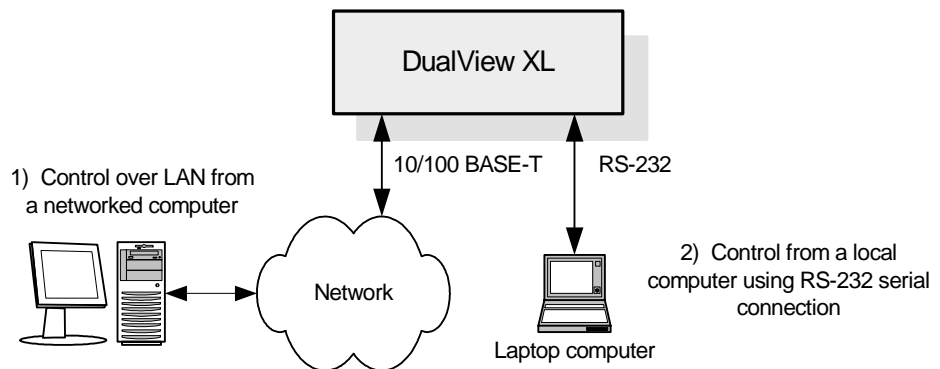 DualView XL
10/100 BASE-T
RS-232
1) Control over LAN from
a networked computer
Network
2) Control from a local
computer using RS-232 serial
connection
Laptop computer